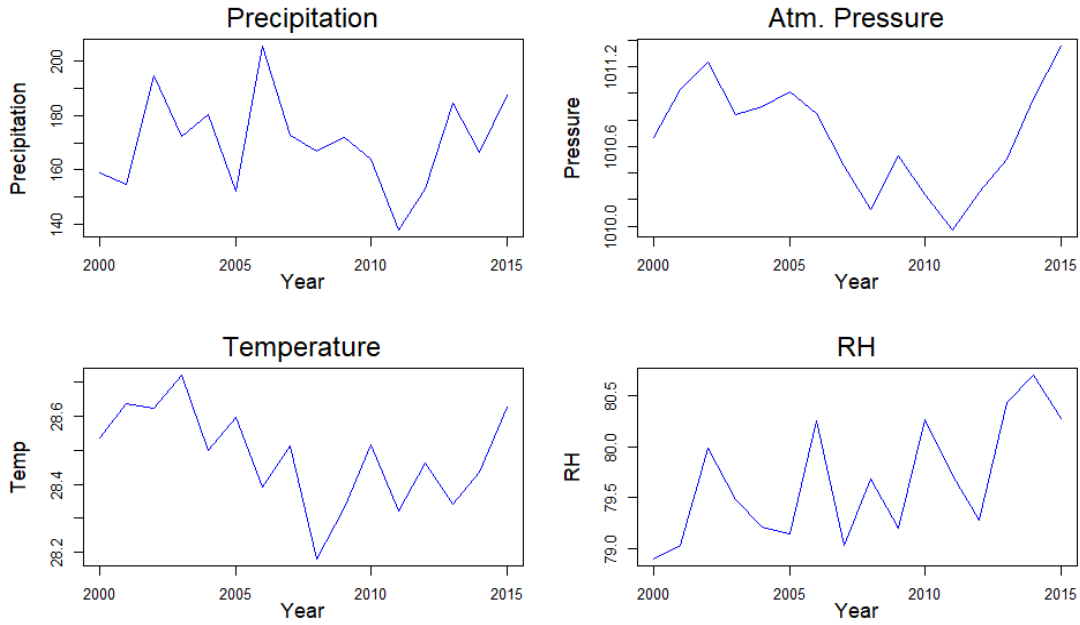 Precipitation
Precipitation
200
180
160
140
2000 2005 2010 2015
Year
Atm. Pressure
Pressure
1011.2
1010.6
1010.0
2000 2005 2010 2015
Year
Temperature
Temp
28.6
28.4
28.2
2000 2005 2010 2015
Year
RH
RH
80.5
80.0
79.5
79.0
2000 2005 2010 2015
Year